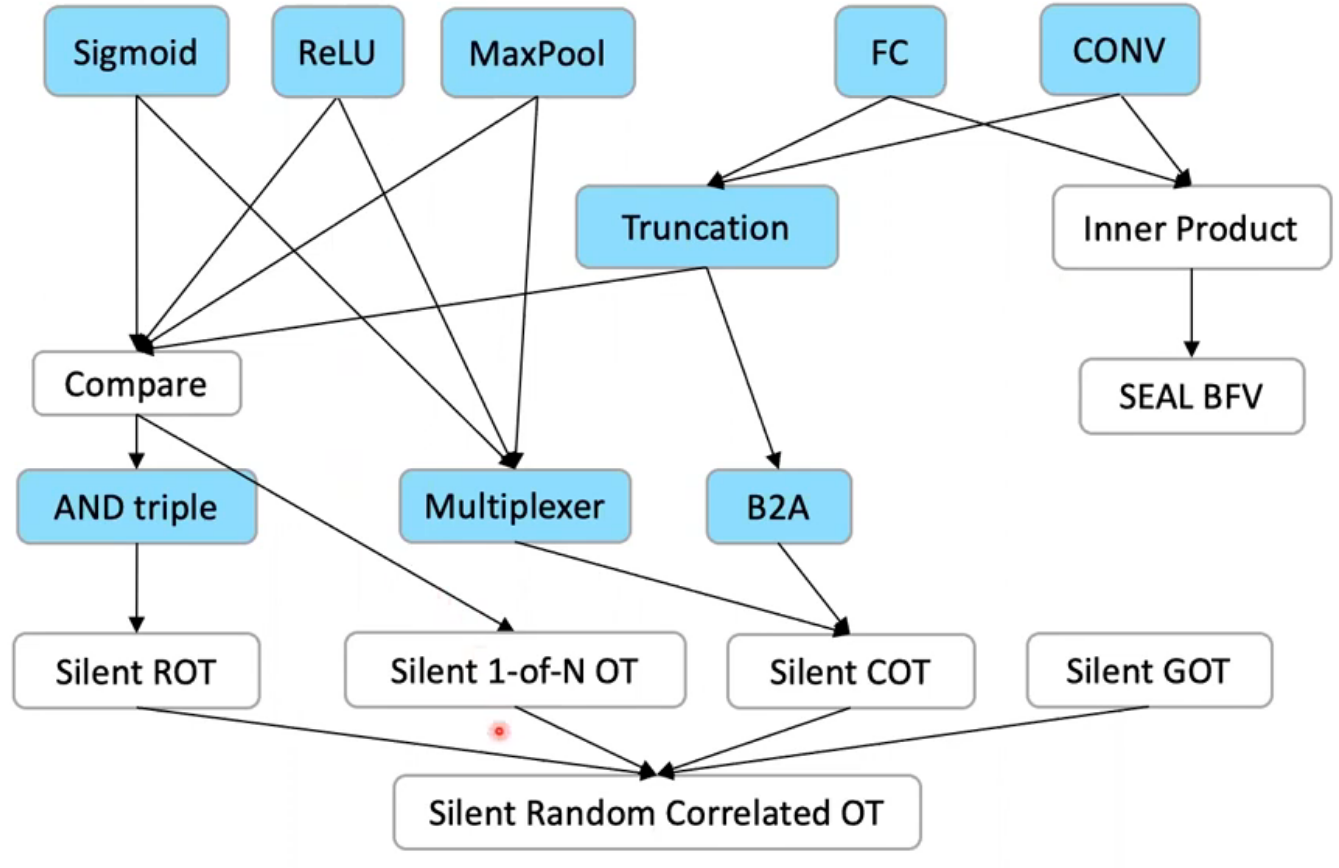 Sigmoid
ReLU
MaxPool
FC
CONV
Truncation
Inner Product
Compare
SEAL BFV
AND triple
Multiplexer
B2A
Silent ROT
Silent 1-of-N OT
Silent COT
Silent GOT
Silent Random Correlated OT